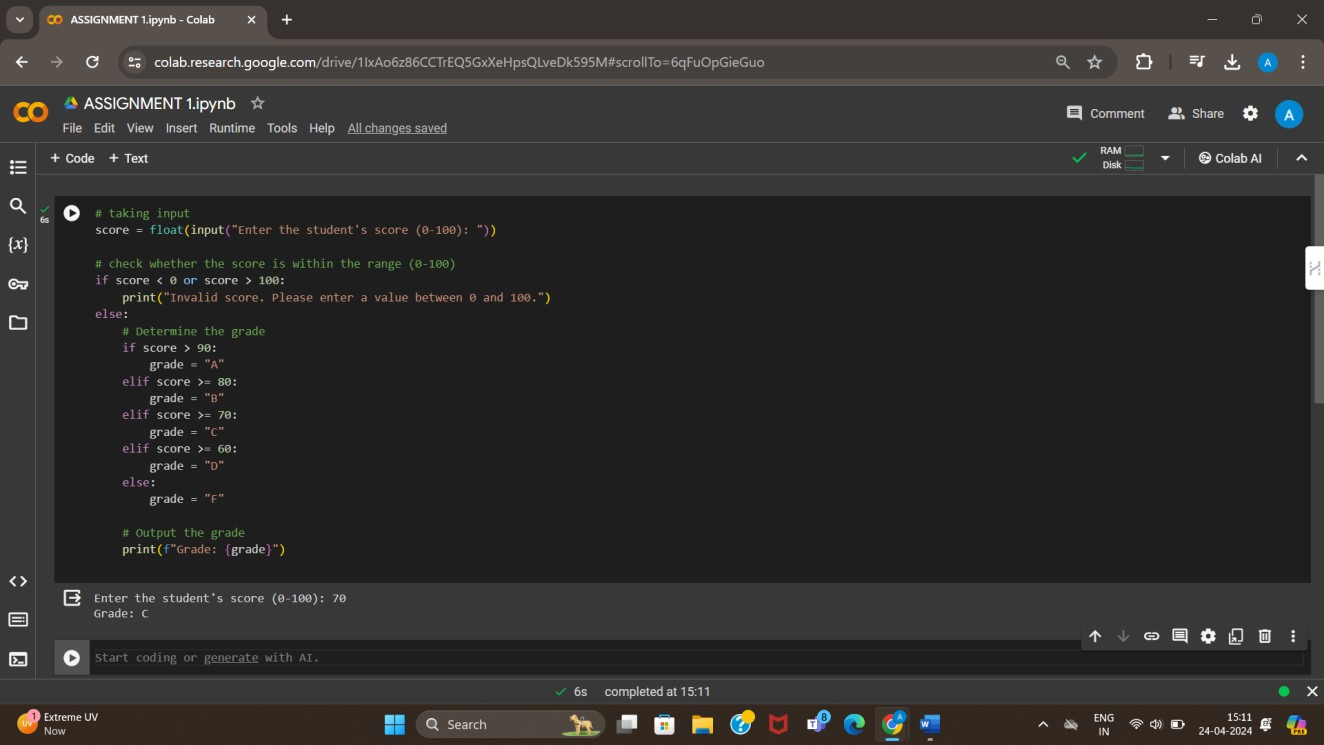 ASSIGNMENT 1.ipynb - Colab
colab.research.google.com/drive/1IxAo6z86CCTrEQ5GxXeHpsQLveDk595M#scrollTo=6qFuOpGieGuo
A
ASSIGNMENT 1.ipynb
File Edit View Insert Runtime Tools Help All changes saved
Comment Share A
+ Code + Text
RAM
Disk
Colab AI
6s
{x}
# taking input
score = float(input("Enter the student's score (0-100): "))
# check whether the score is within the range (0-100)
if score < 0 or score > 100:
print("Invalid score. Please enter a value between 0 and 100.")
else:
# Determine the grade
if score > 90:
grade = "A"
elif score >= 80:
grade = "B"
elif score >= 70:
grade = "C"
elif score >= 60:
grade = "D"
else:
grade = "F"
# Output the grade
print(f"Grade: {grade}")
Enter the student's score (0-100): 70
Grade: C
Start coding or generate with AI.
6s completed at 15:11
UV 1
Extreme UV
Now
Search
8
A
W
ENG
IN
15:11
24-04-2024
PRE